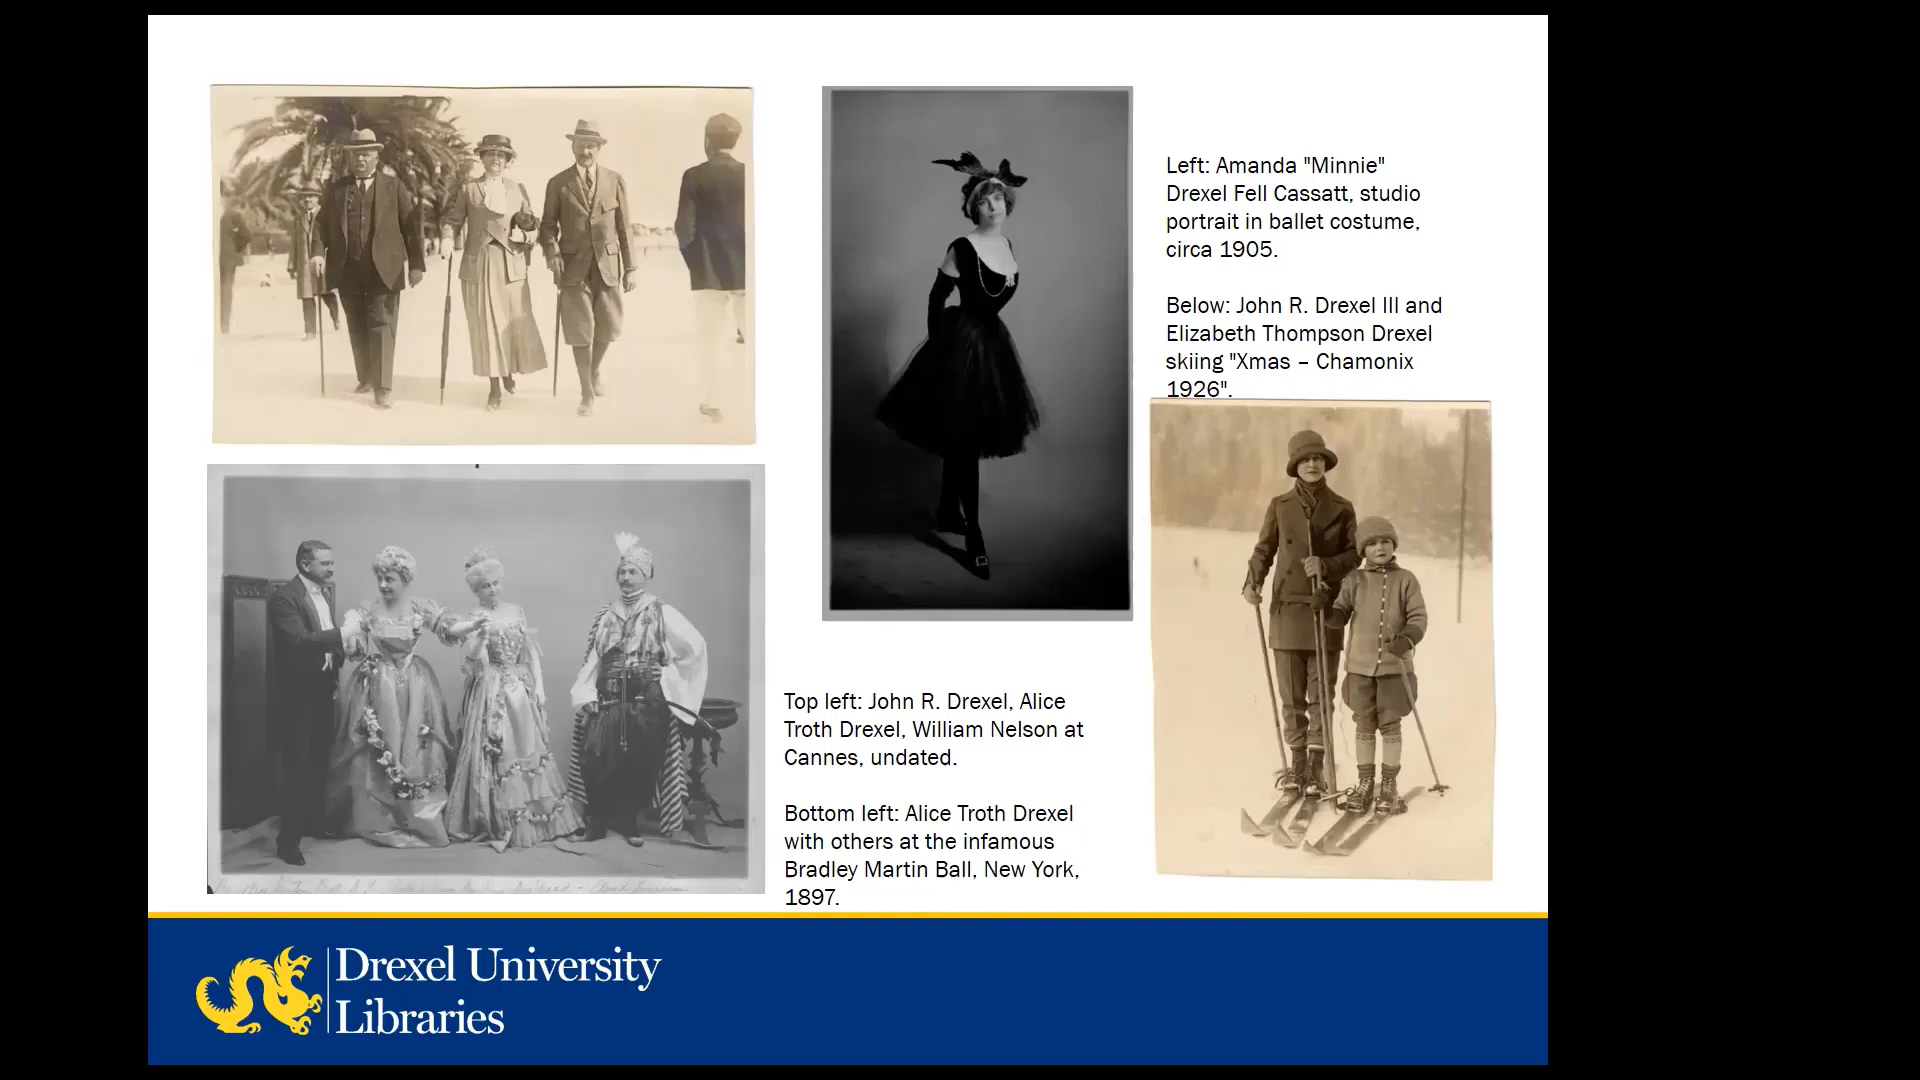 Left: Amanda "Minnie"
Drexel Fell Cassatt, studio
portrait in ballet costume,
circa 1905.
Below: John R. Drexel III and
Elizabeth Thompson Drexel
skiing "Xmas – Chamonix
1926".
Top left: John R. Drexel, Alice
Troth Drexel, William Nelson at
Cannes, undated.
Bottom left: Alice Troth Drexel
with others at the infamous
Bradley Martin Ball, New York,
1897.
Drexel University
Libraries